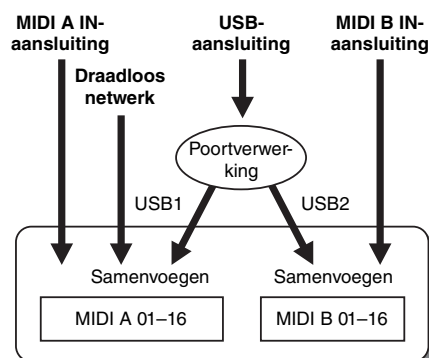 MIDI A IN-
aansluiting
USB-
aansluiting
MIDI B IN-
aansluiting
Draadloos
netwerk
Poortverwer-
king
USB1
USB2
Samenvoegen
Samenvoegen
MIDI A 01–16
MIDI B 01–16